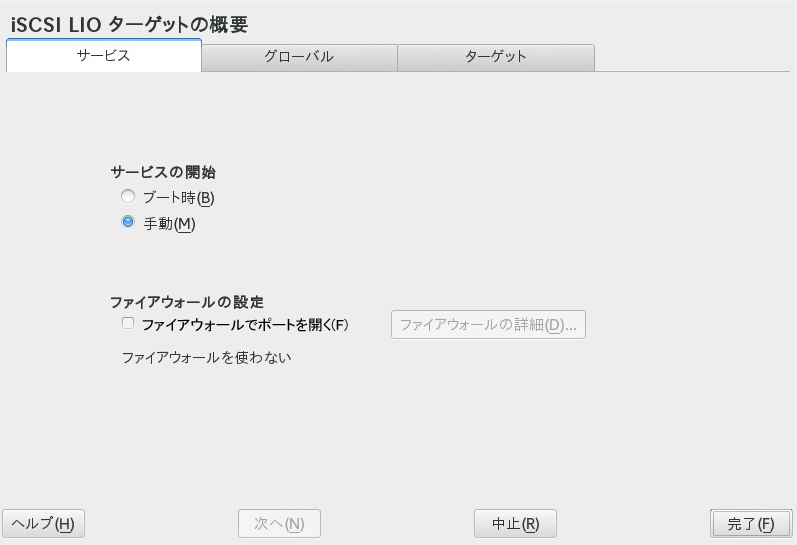 iSCSI LIO ターゲットの概要
サービス グローバル ターゲット
サービスの開始
ブート時(B)
手動(M)
ファイアウォールの設定
ファイアウォールでポートを開く(F) ファイアウォールの詳細(D)...
ファイアウォールを使わない
ヘルプ(H) 次へ(N) 中止(R) 完了(F)